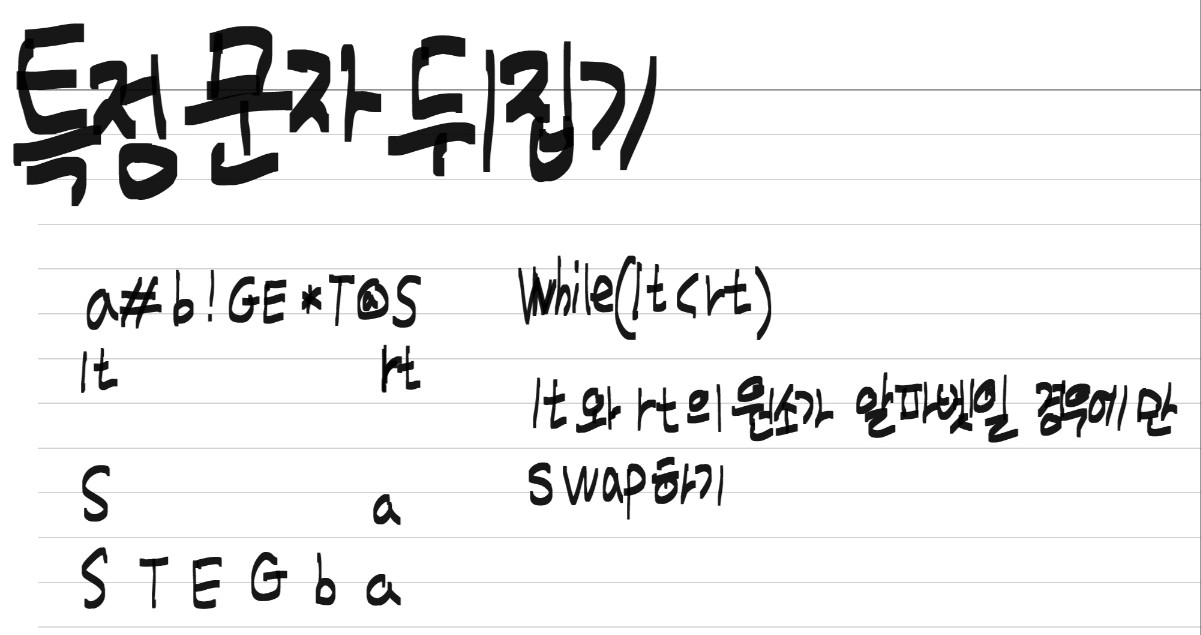 특정 문자 뒤집기
a#b!GE*T@S
lt rt
S a
S T E G b a
While(lt<rt)
lt와 rt의 원소가 알파벳일 경우에만
swap하기